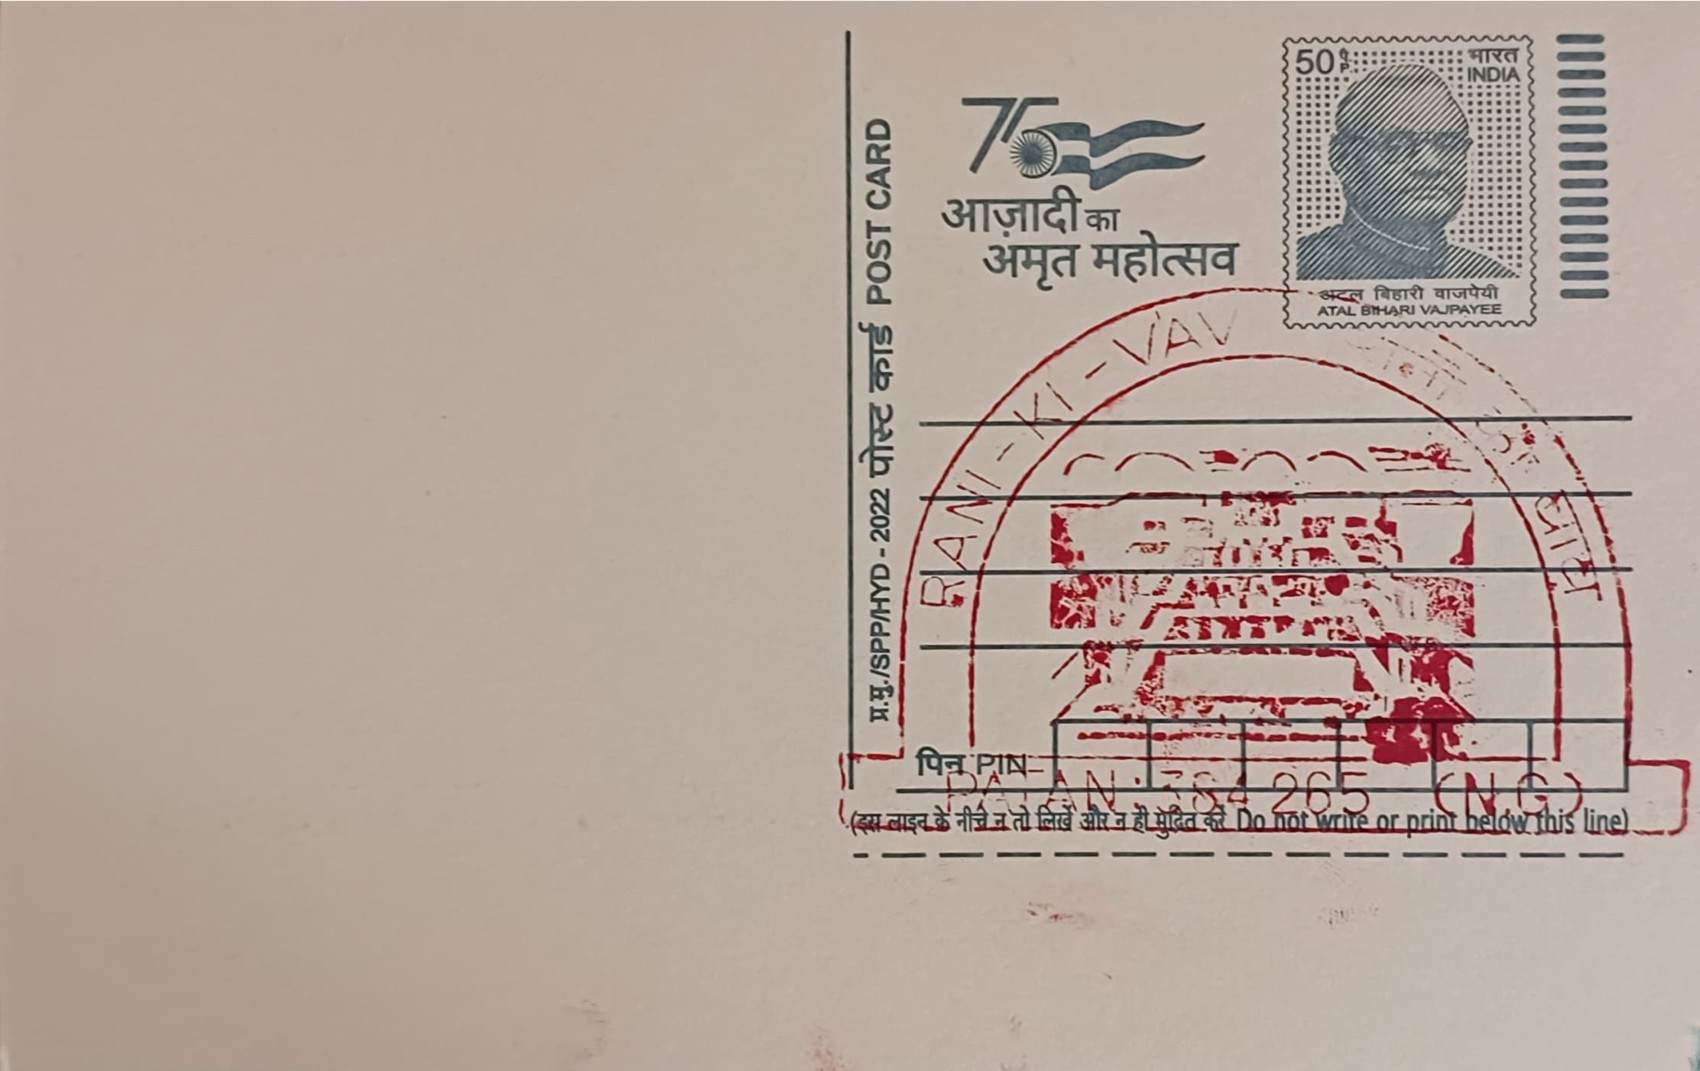 50 P.
भारत
INDIA
75
आज़ादी का
अमृत महोत्सव
अटल बिहारी वाजपेयी
ATAL BIHARI VAJPAYEE
प्र.मु./SPP/HYD - 2022 पोस्ट कार्ड POST CARD
RANI-KI-VAV
वाव
पिन PIN
PATAN: 384 265 (N.G)
(इस लाइन के नीचे न तो लिखें और न ही मुद्रित करें Do not write or print below this line)